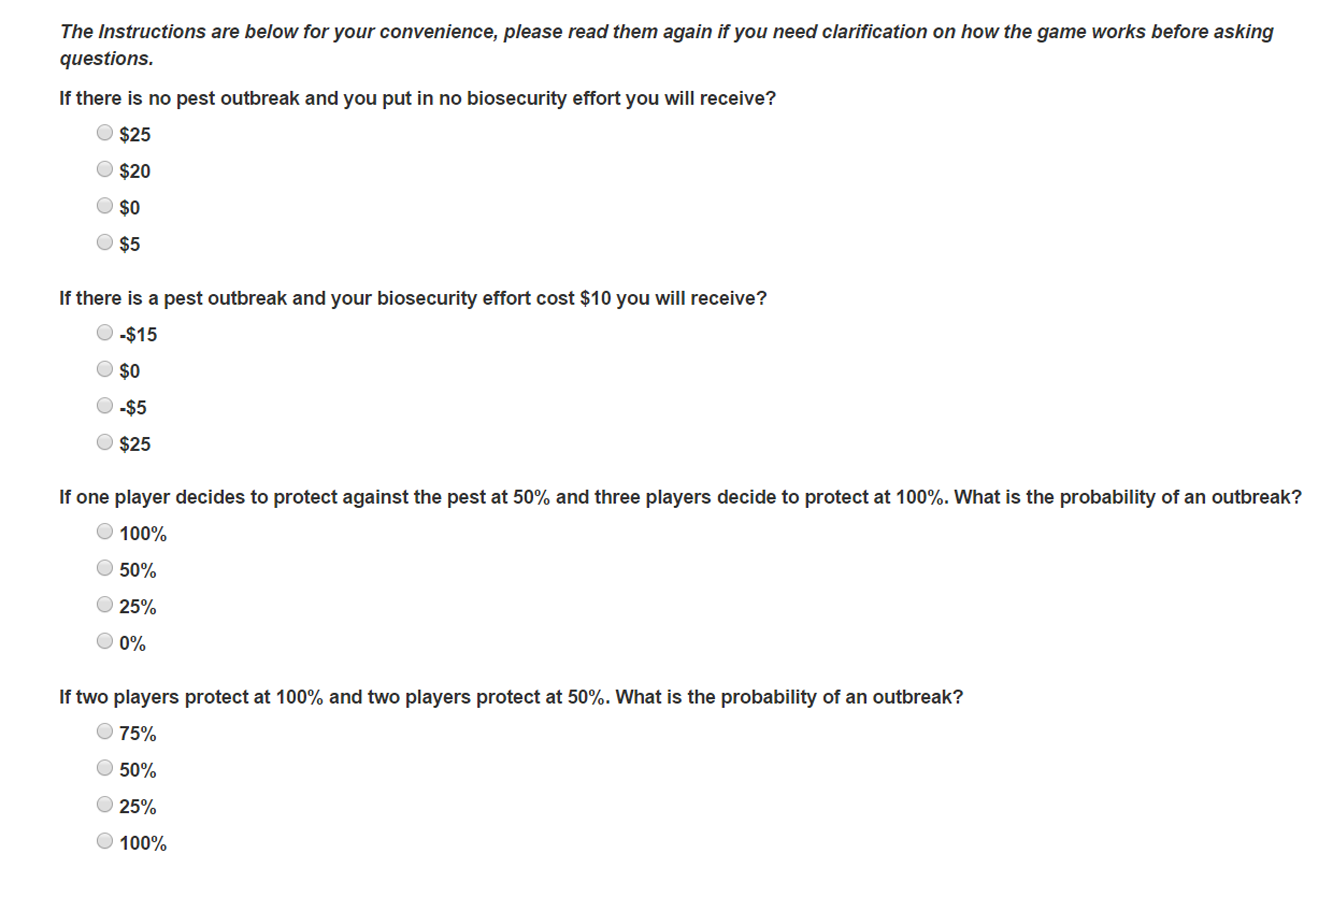 The Instructions are below for your convenience, please read them again if you need clarification on how the game works before asking
questions.
If there is no pest outbreak and you put in no biosecurity effort you will receive?
$25
$20
$0
$5
If there is a pest outbreak and your biosecurity effort cost $10 you will receive?
-$15
$0
-$5
$25
If one player decides to protect against the pest at 50% and three players decide to protect at 100%. What is the probability of an outbreak?
100%
50%
25%
0%
If two players protect at 100% and two players protect at 50%. What is the probability of an outbreak?
75%
50%
25%
100%